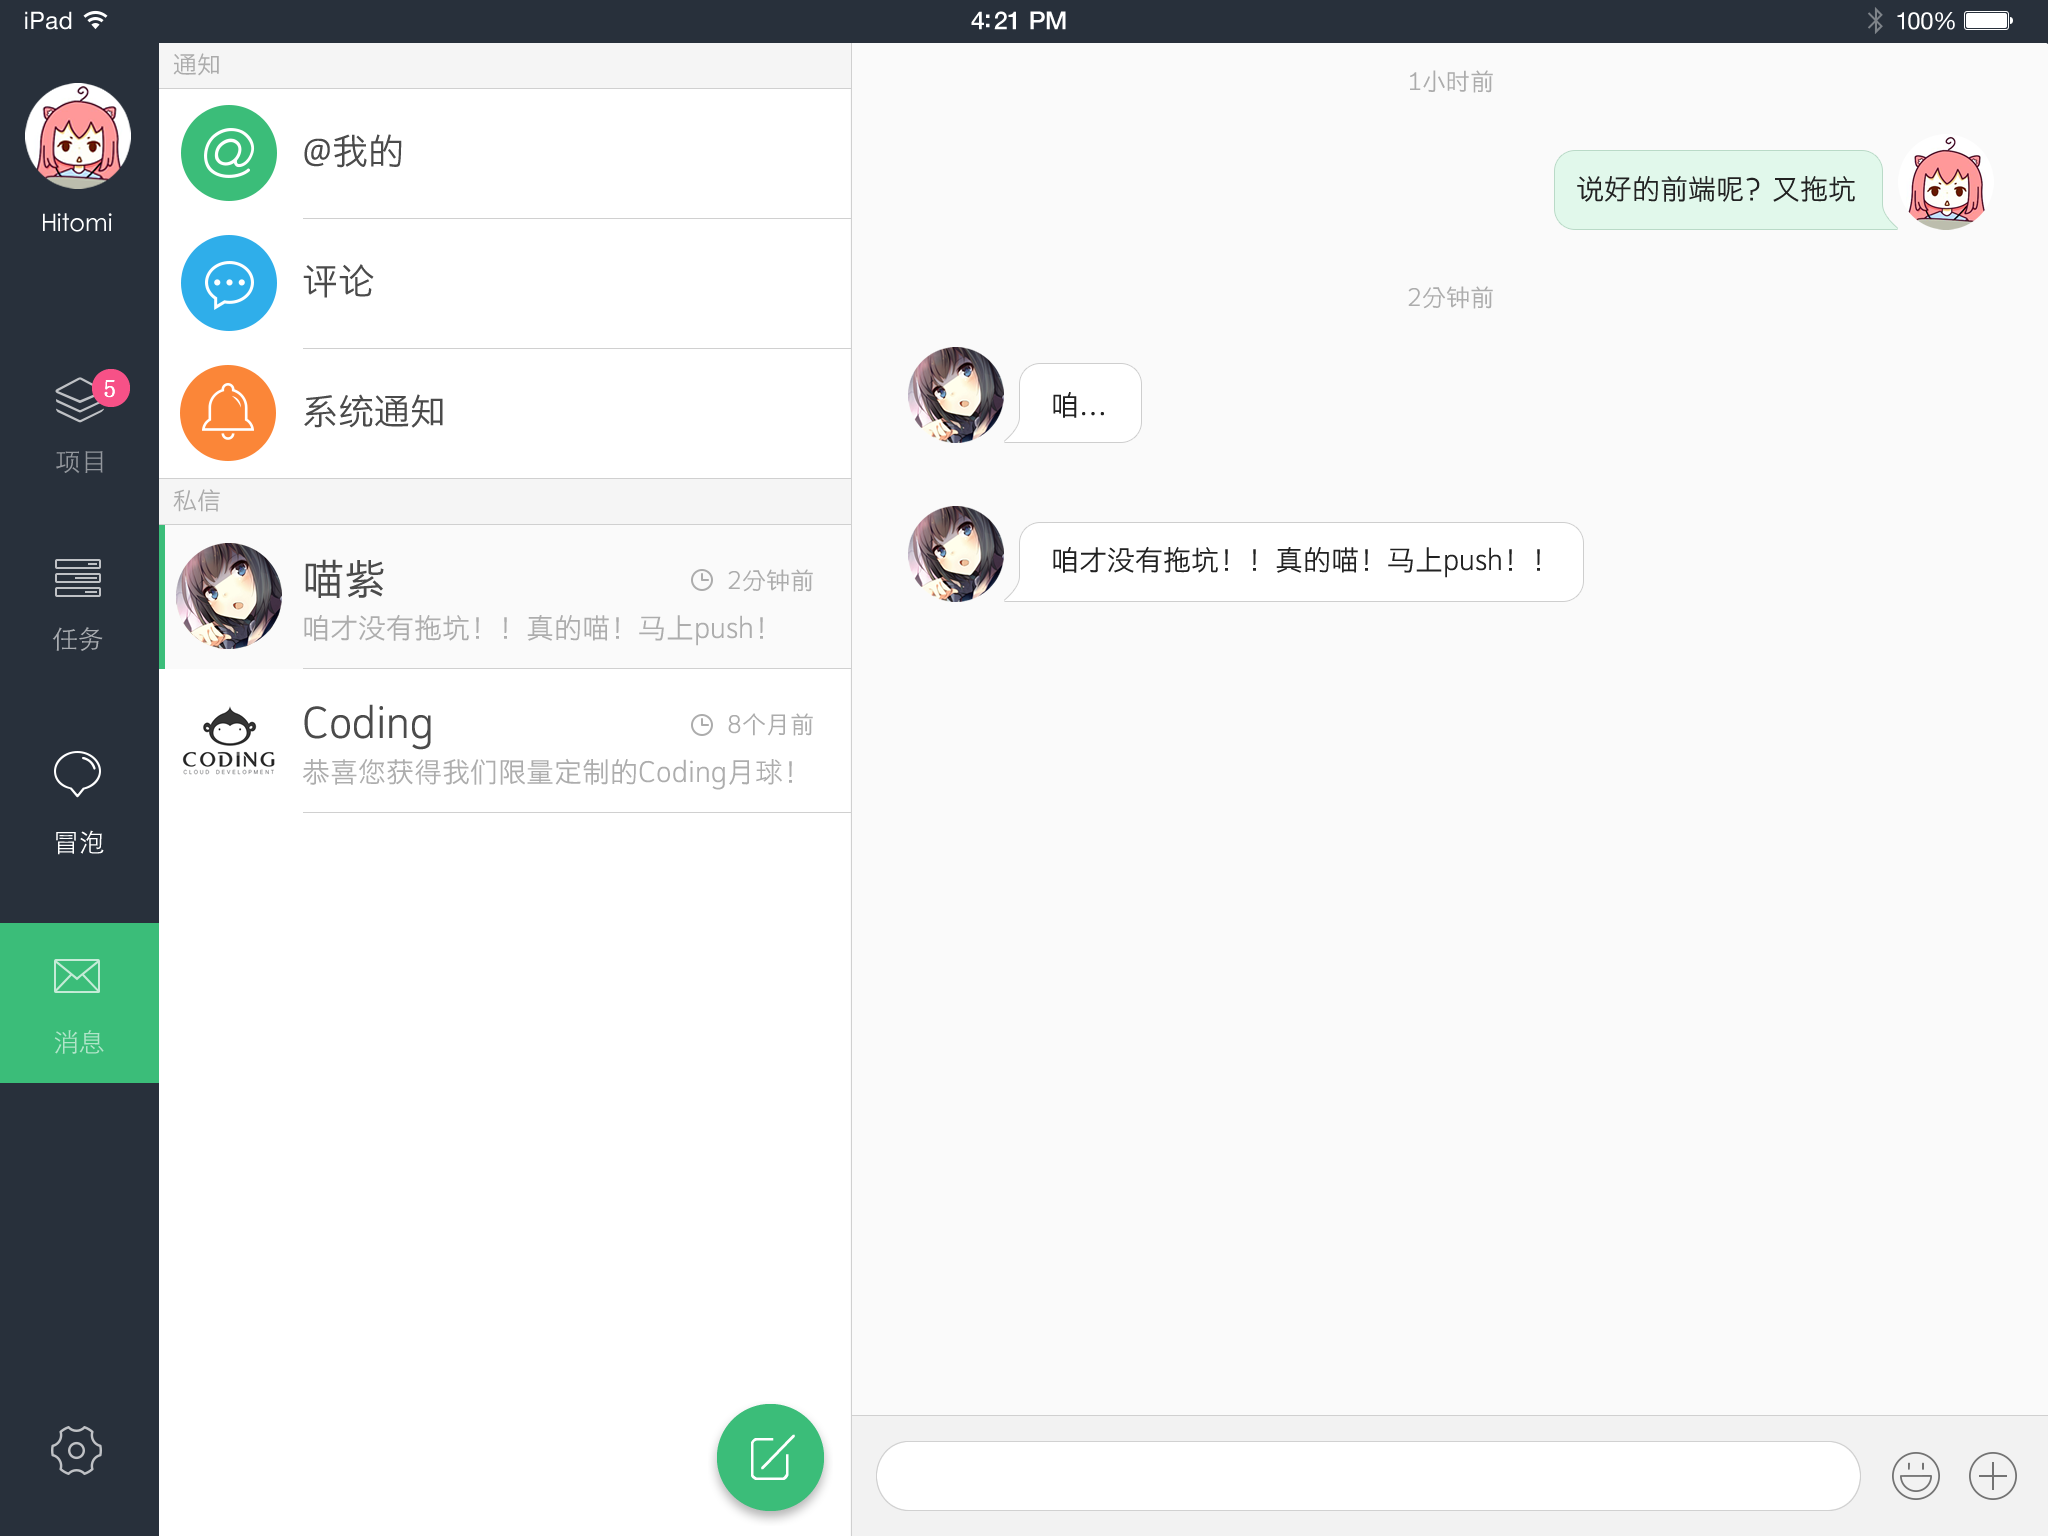 iPad
4:21 PM
100%
Hitomi
5
项目
任务
冒泡
消息
通知
@我的
评论
系统通知
私信
喵紫
2分钟前
咱才没有拖坑！！真的喵！马上push！
CODING
CLOUD DEVELOPMENT
Coding
8个月前
恭喜您获得我们限量定制的Coding月球！
1小时前
说好的前端呢？又拖坑
2分钟前
咱...
咱才没有拖坑！！真的喵！马上push！！